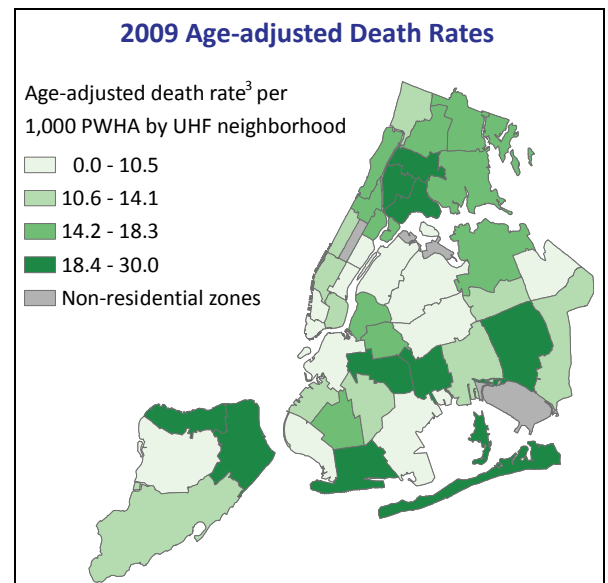 2009 Age-adjusted Death Rates
Age-adjusted death rate³ per
1,000 PWHA by UHF neighborhood
0.0 - 10.5
10.6 - 14.1
14.2 - 18.3
18.4 - 30.0
Non-residential zones